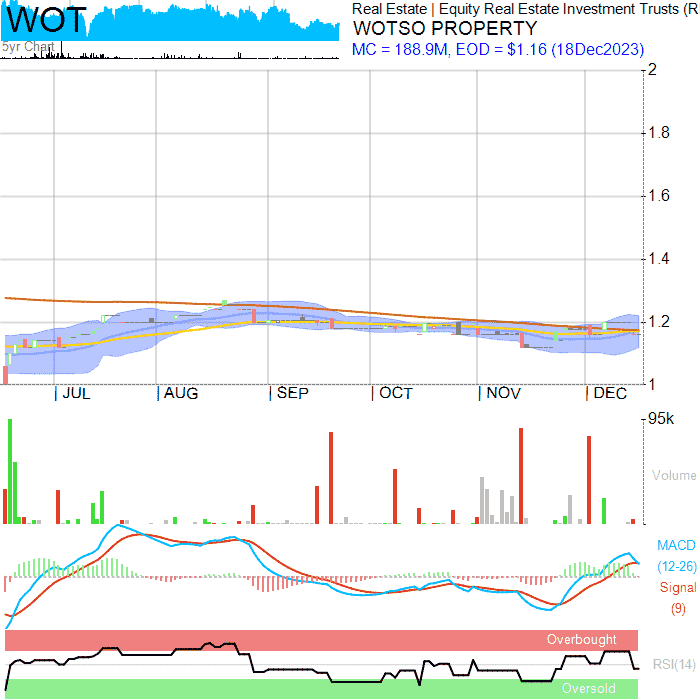 WOT
5yr Chart
Real Estate | Equity Real Estate Investment Trusts (R
WOTSO PROPERTY
MC = 188.9M, EOD = $1.16 (18Dec2023)
2
1.8
1.6
1.4
1.2
1
| JUL | AUG | SEP | OCT | NOV | DEC
95k
Volume
MACD
(12-26)
Signal
(9)
Overbought
RSI(14)
Oversold